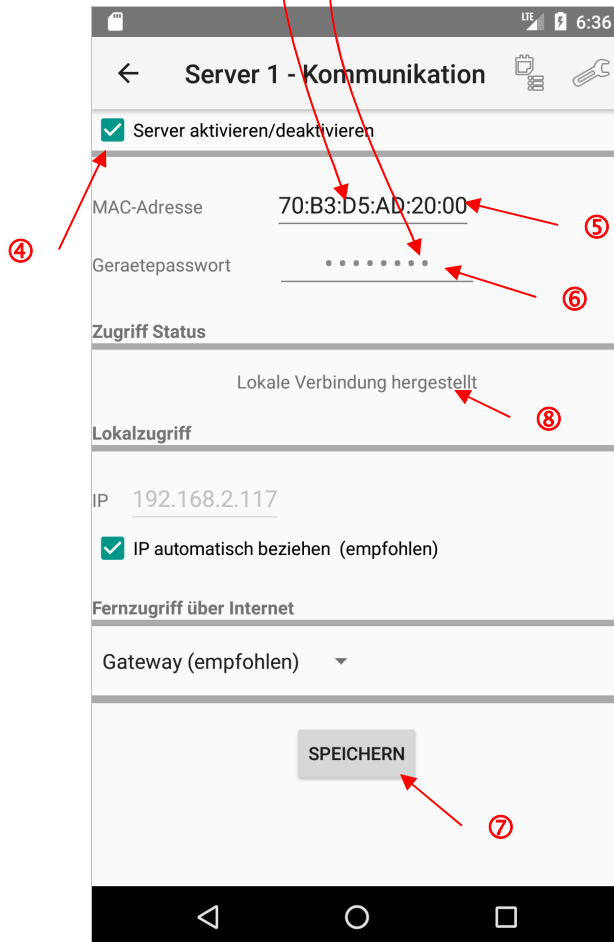 LTE 6:36
Server 1 - Kommunikation
Server aktivieren/deaktivieren
④
MAC-Adresse 70:B3:D5:AD:20:00
⑤
Geraetepasswort ••••••••
⑥
Zugriff Status
Lokale Verbindung hergestellt
⑧
Lokalzugriff
IP 192.168.2.117
IP automatisch beziehen (empfohlen)
Fernzugriff über Internet
Gateway (empfohlen)
SPEICHERN
⑦